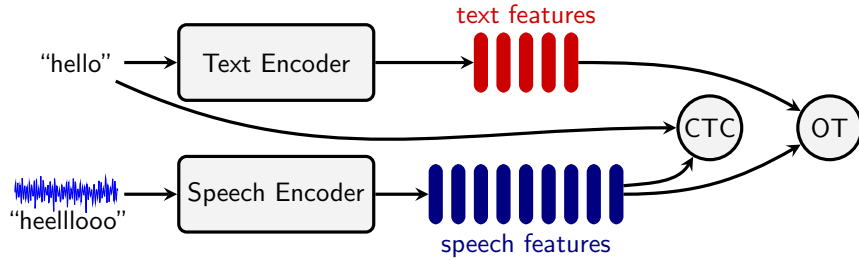 text features
“hello”
Text Encoder
CTC
OT
Speech Encoder
“heelllooo”
speech features